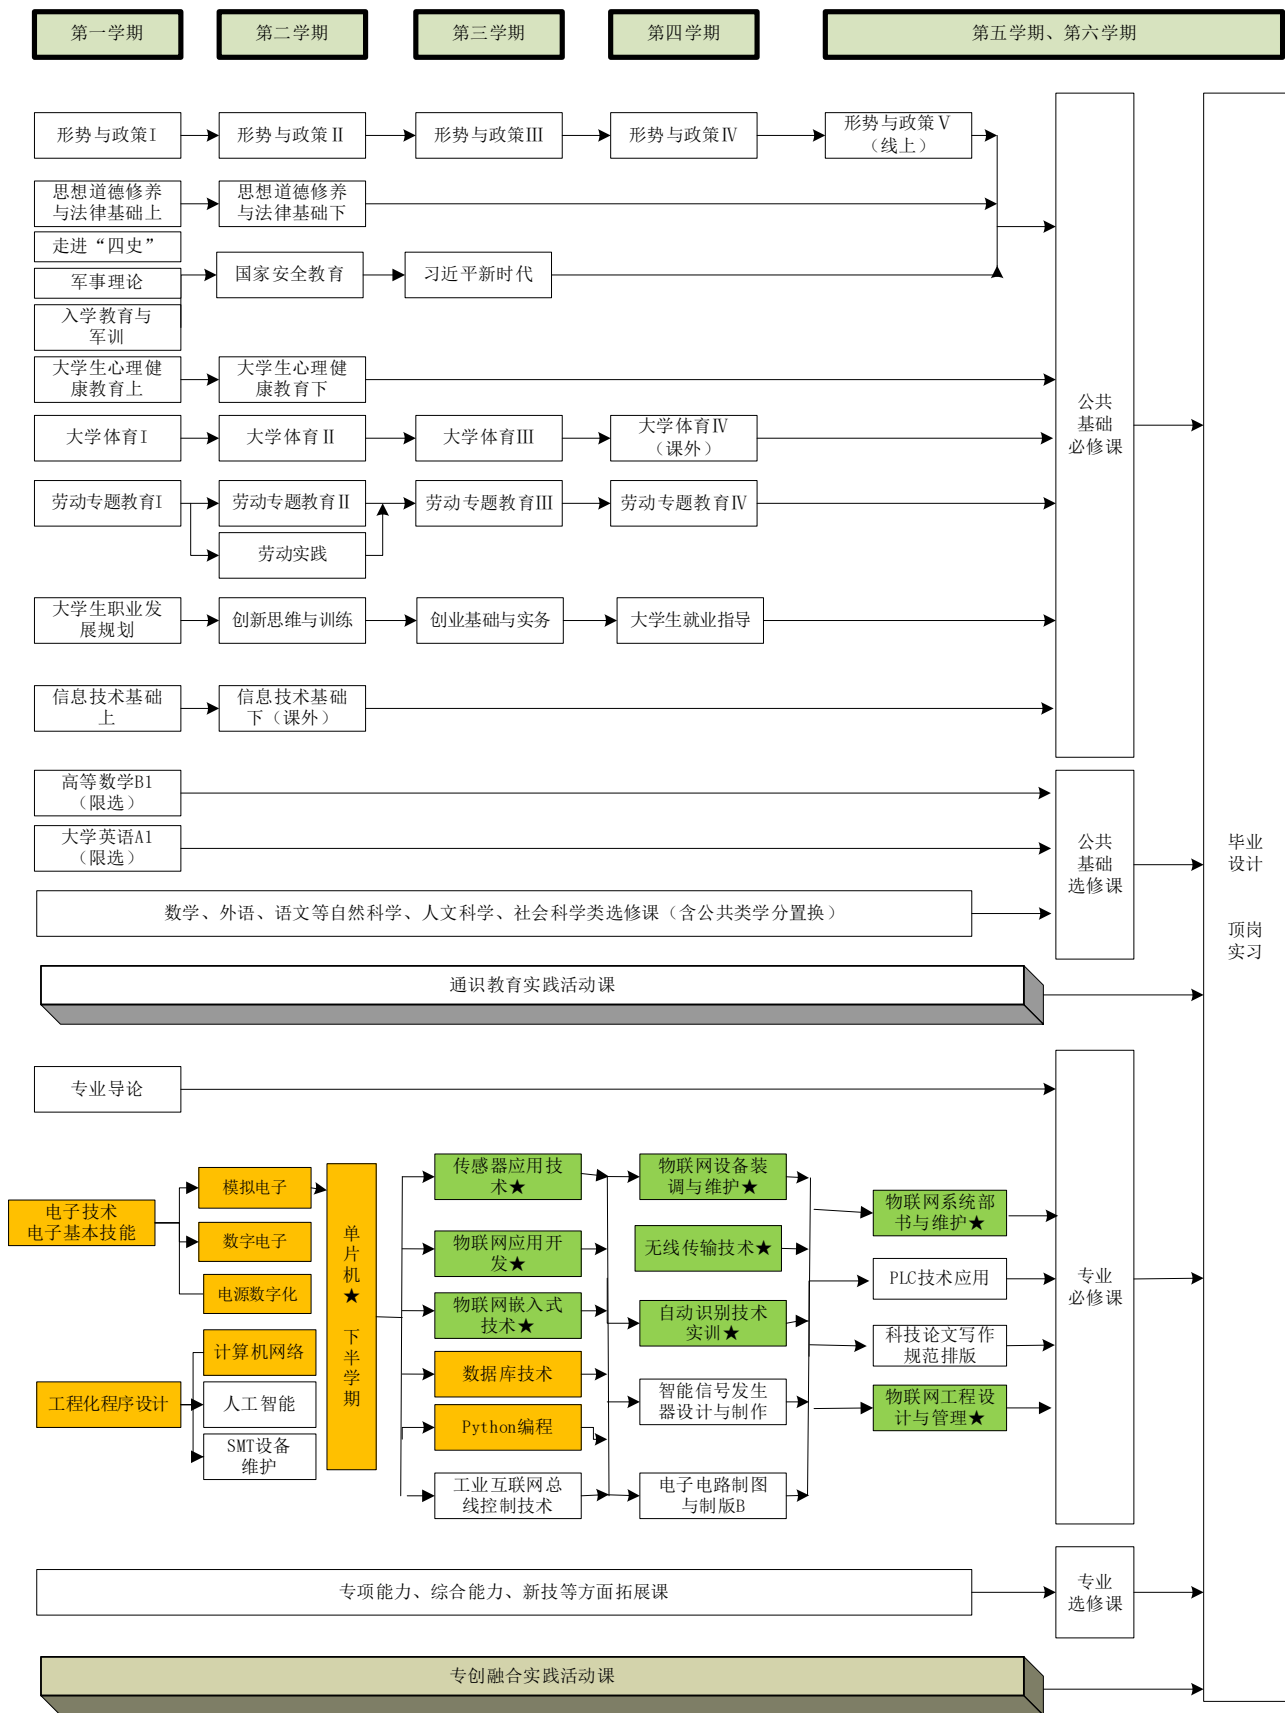 第一学期
第二学期
第三学期
第四学期
第五学期、第六学期
形势与政策I
形势与政策Ⅱ
形势与政策Ⅲ
形势与政策Ⅳ
形势与政策Ⅴ
（线上）
思想道德修养
与法律基础上
思想道德修养
与法律基础下
走进“四史”
军事理论
入学教育与
军训
国家安全教育
习近平新时代
大学生心理健
康教育上
大学生心理健
康教育下
大学体育I
大学体育Ⅱ
大学体育Ⅲ
大学体育Ⅳ
（课外）
劳动专题教育I
劳动专题教育Ⅱ
劳动专题教育Ⅲ
劳动专题教育Ⅳ
劳动实践
大学生职业发
展规划
创新思维与训练
创业基础与实务
大学生就业指导
信息技术基础
上
信息技术基础
下（课外）
公共
基础
必修课
高等数学B1
（限选）
大学英语A1
（限选）
数学、外语、语文等自然科学、人文科学、社会科学类选修课（含公共类学分置换）
公共
基础
选修课
毕业
设计
顶岗
实习
通识教育实践活动课
专业导论
电子技术
电子基本技能
模拟电子
数字电子
电源数字化
工程化程序设计
计算机网络
人工智能
SMT设备
维护
单
片
机
★
下
半
学
期
传感器应用技
术★
物联网应用开
发★
物联网嵌入式
技术★
数据库技术
Python编程
工业互联网总
线控制技术
物联网设备装
调与维护★
无线传输技术★
自动识别技术
实训★
智能信号发生
器设计与制作
电子电路制图
与制版B
物联网系统部
书与维护★
PLC技术应用
科技论文写作
规范排版
物联网工程设
计与管理★
专业
必修课
专项能力、综合能力、新技等方面拓展课
专业
选修课
专创融合实践活动课